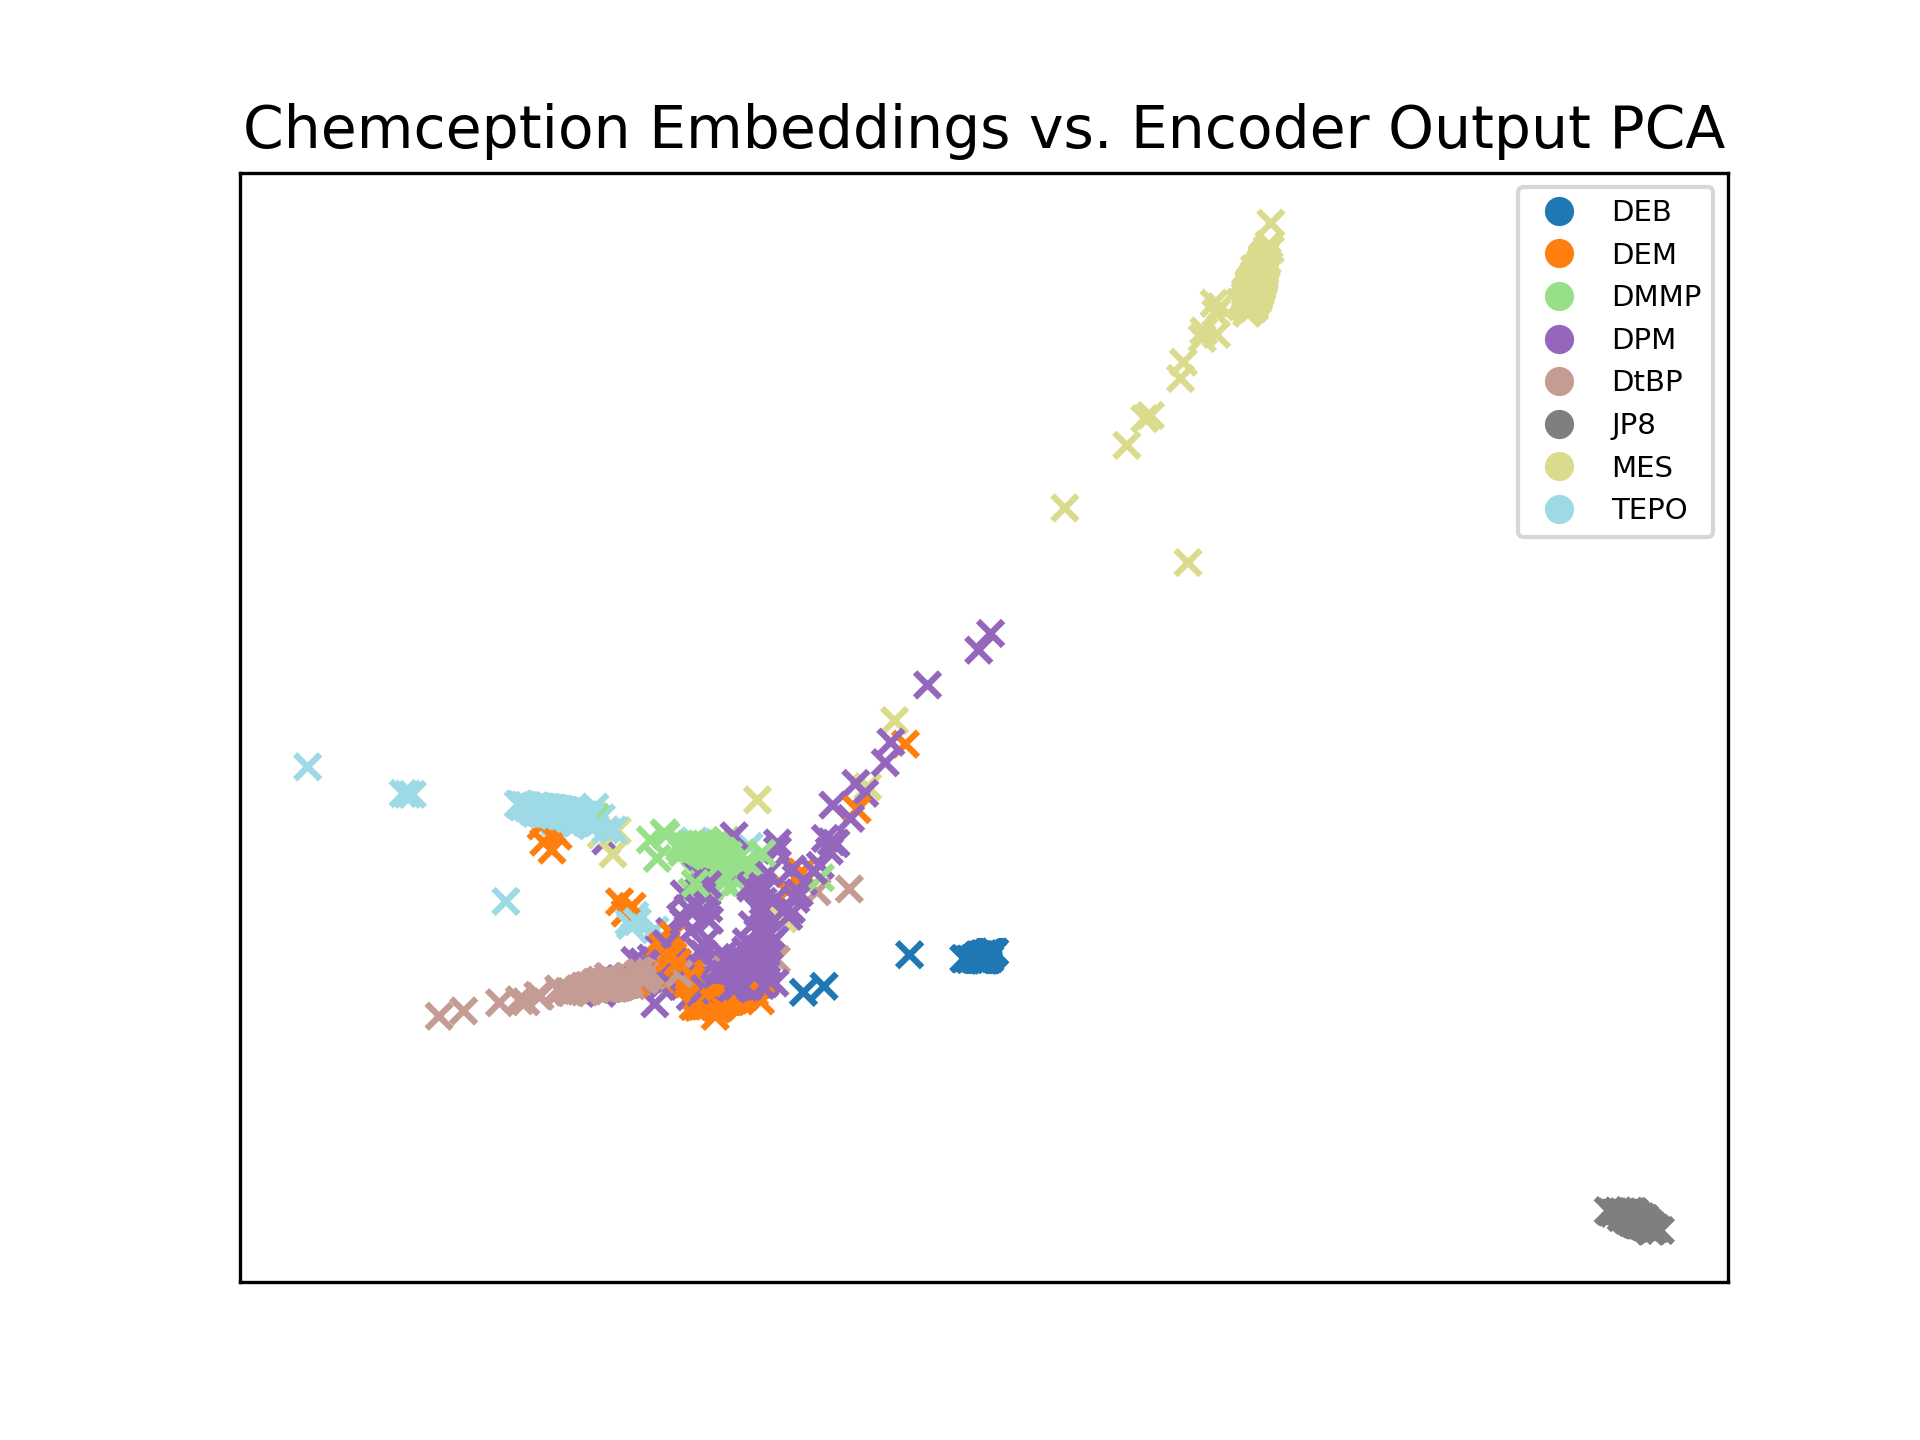 Chemception Embeddings vs. Encoder Output PCA
DEB
DEM
DMMP
DPM
DtBP
JP8
MES
TEPO